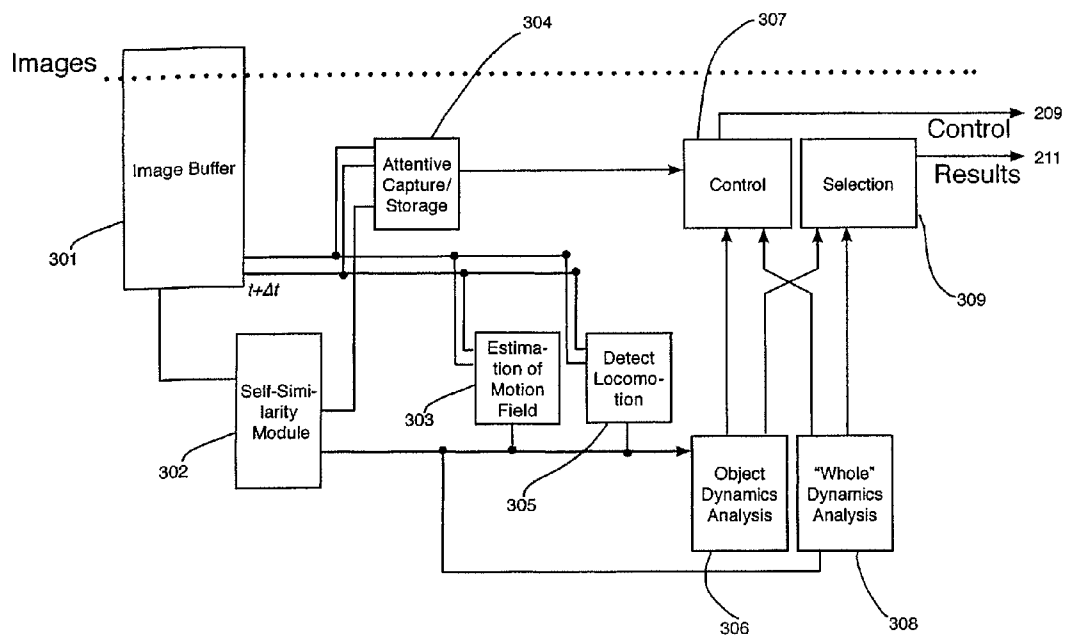 304
307
Images
209
Control
211
Results
Image Buffer
Attentive
Capture/
Storage
Control
Selection
301
t+Δt
309
Self-Simi-
larity
Module
Estima-
tion of
Motion
Field
Detect
Locomo-
tion
303
302
305
Object
Dynamics
Analysis
"Whole"
Dynamics
Analysis
306
308